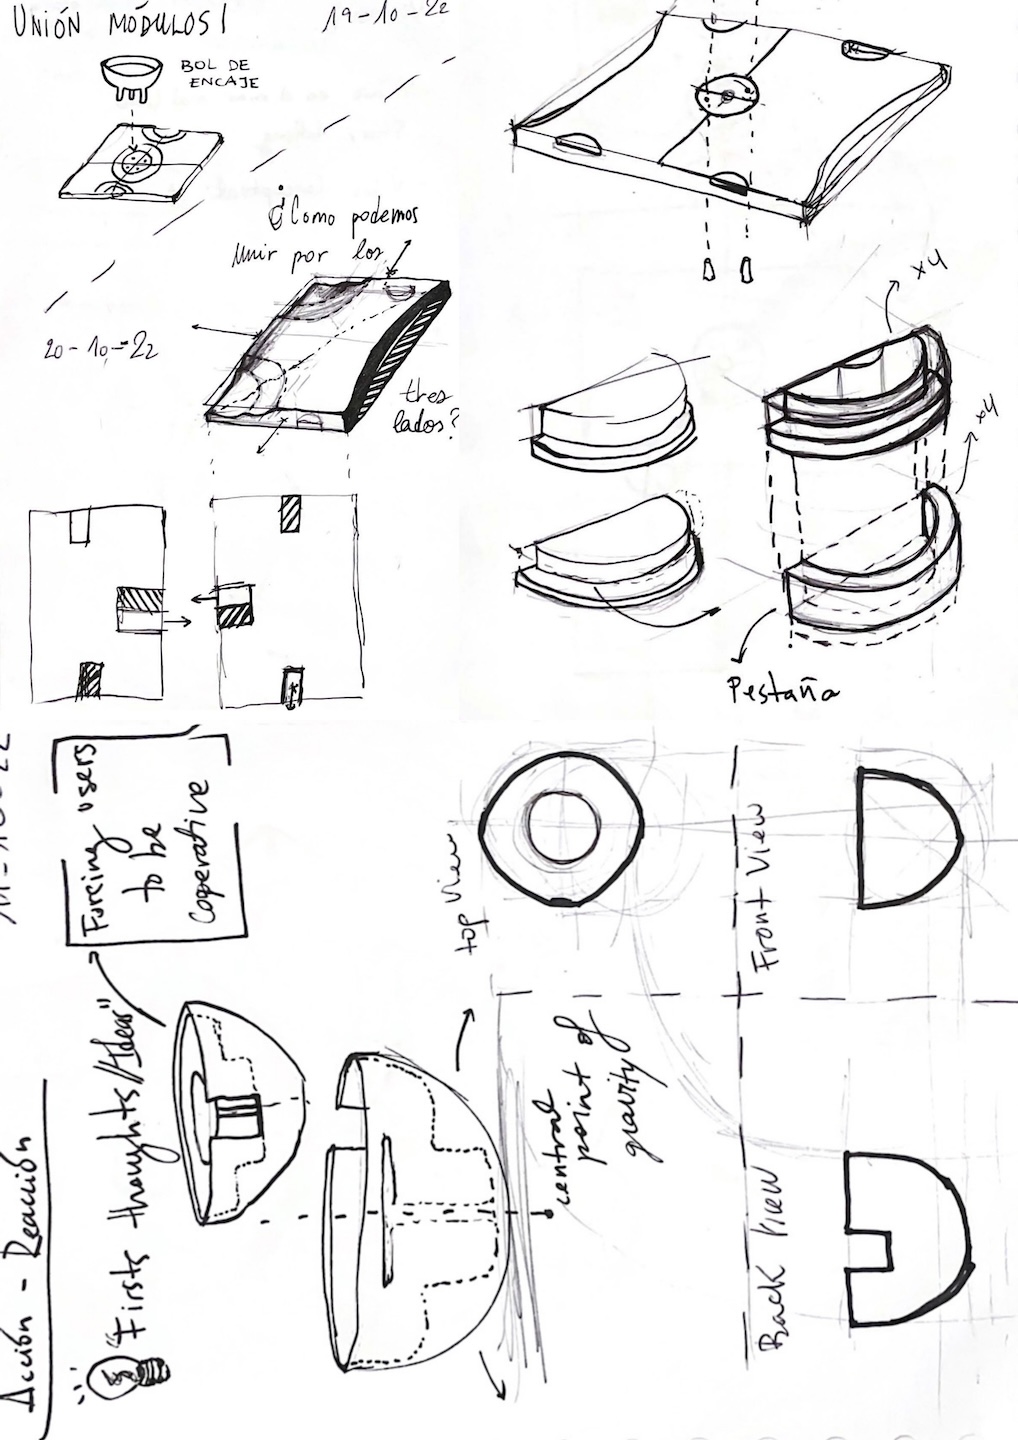 UNIÓN MÓDULOS
19-10-22
BOL DE
ENCAJE
¿Como podemos
unir por los
tres
lados?
20-10-22
x4
x4
Pestaña
Acción - Reacción
"Firsts thoughts/Ideas"
Forcing users
to be
Coperative
top view
central
point of
gravity
Front View
Back View